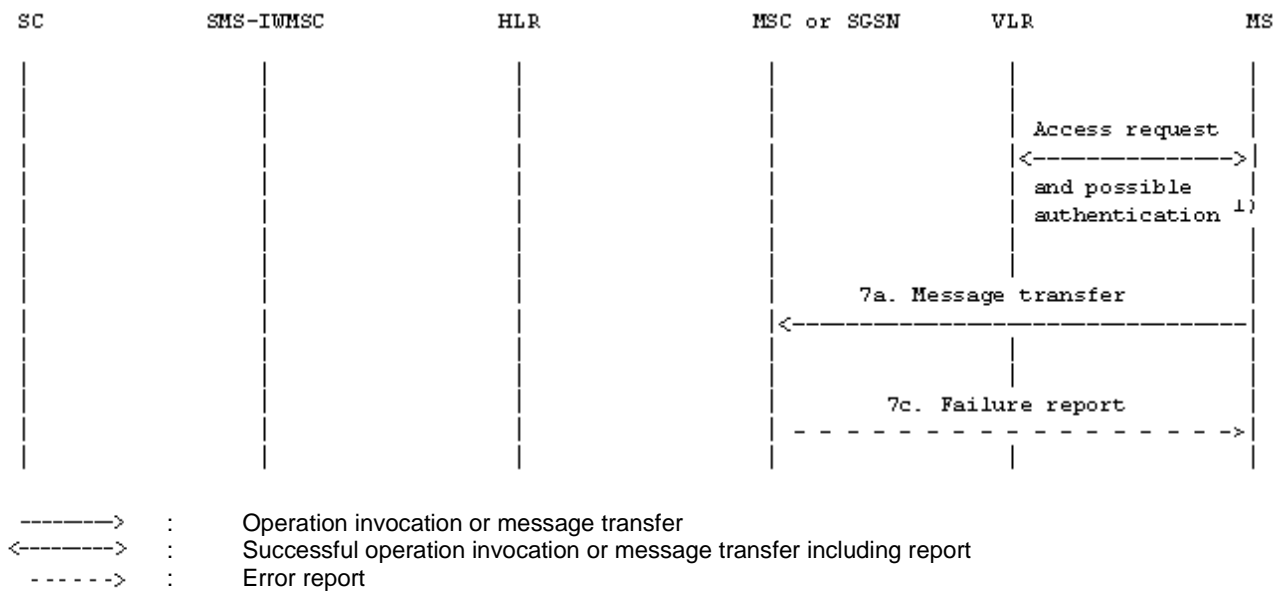 SC SMS-IWMSC HLR MSC or SGSN VLR MS
Access request
and possible
authentication 1)
7a. Message transfer
7c. Failure report
: Operation invocation or message transfer
: Successful operation invocation or message transfer including report
: Error report